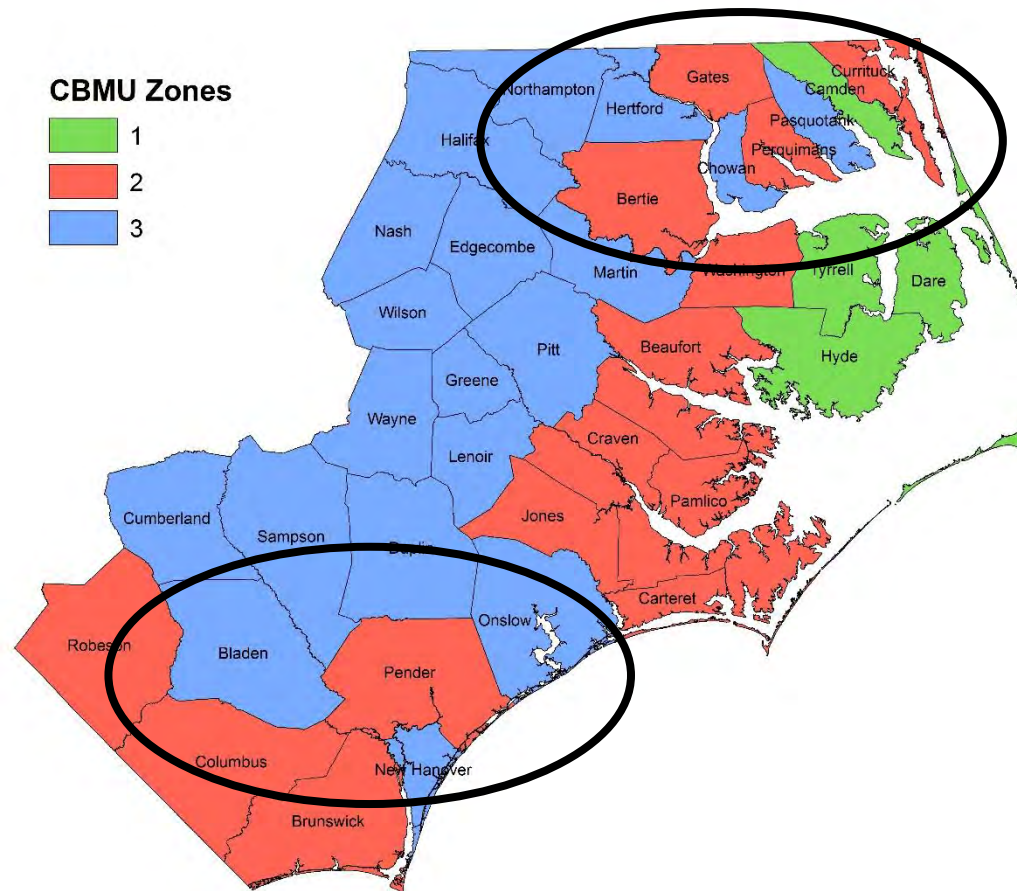 CBMU Zones
1
2
3
Northampton
Hertford
Gates
Currituck
Camden
Pasquotank
Perquimans
Chowan
Halifax
Bertie
Nash
Edgecombe
Martin
Washington
Tyrrell
Dare
Wilson
Pitt
Beaufort
Hyde
Greene
Wayne
Craven
Lenoir
Pamlico
Jones
Cumberland
Sampson
Duplin
Carteret
Onslow
Robeson
Bladen
Pender
Columbus
New Hanover
Brunswick